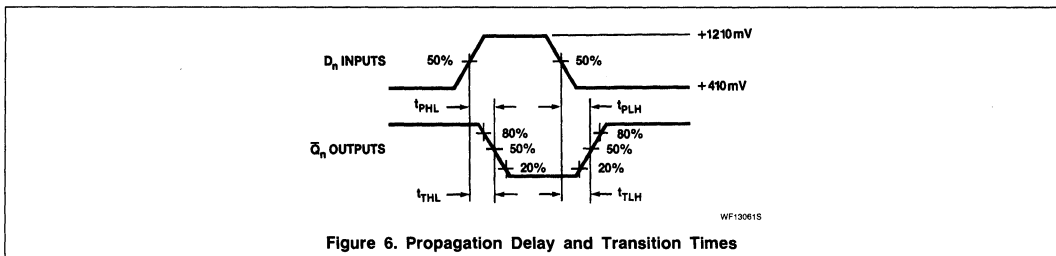 +1210mV
Dₙ INPUTS 50% 50%
+410mV
tPHL tPLH
80% 80%
Q̅ₙ OUTPUTS 50% 50%
20% 20%
tTHL tTLH
WF13061S
Figure 6. Propagation Delay and Transition Times